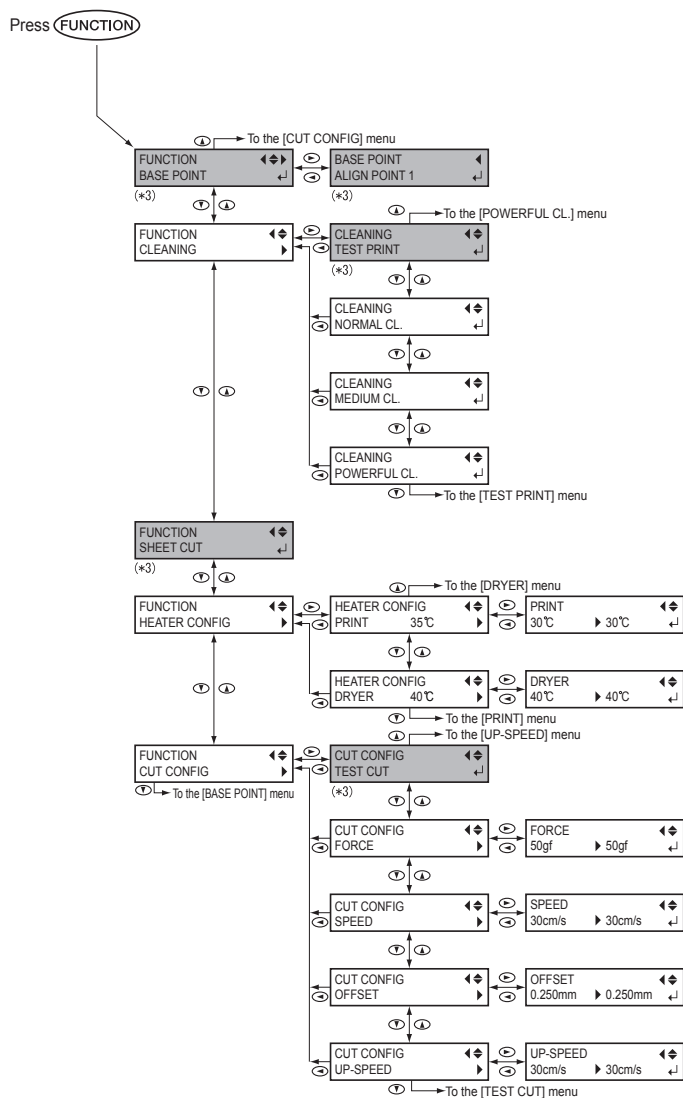 Press FUNCTION
To the [CUT CONFIG] menu
FUNCTION
BASE POINT
(*3)
BASE POINT
ALIGN POINT 1
(*3)
To the [POWERFUL CL.] menu
FUNCTION
CLEANING
CLEANING
TEST PRINT
(*3)
CLEANING
NORMAL CL.
CLEANING
MEDIUM CL.
CLEANING
POWERFUL CL.
To the [TEST PRINT] menu
FUNCTION
SHEET CUT
(*3)
To the [DRYER] menu
FUNCTION
HEATER CONFIG
HEATER CONFIG
PRINT 35℃
PRINT
30℃ 30℃
HEATER CONFIG
DRYER 40℃
DRYER
40℃ 40℃
To the [PRINT] menu
To the [UP-SPEED] menu
FUNCTION
CUT CONFIG
To the [BASE POINT] menu
CUT CONFIG
TEST CUT
(*3)
CUT CONFIG
FORCE
FORCE
50gf 50gf
CUT CONFIG
SPEED
SPEED
30cm/s 30cm/s
CUT CONFIG
OFFSET
OFFSET
0.250mm 0.250mm
CUT CONFIG
UP-SPEED
UP-SPEED
30cm/s 30cm/s
To the [TEST CUT] menu